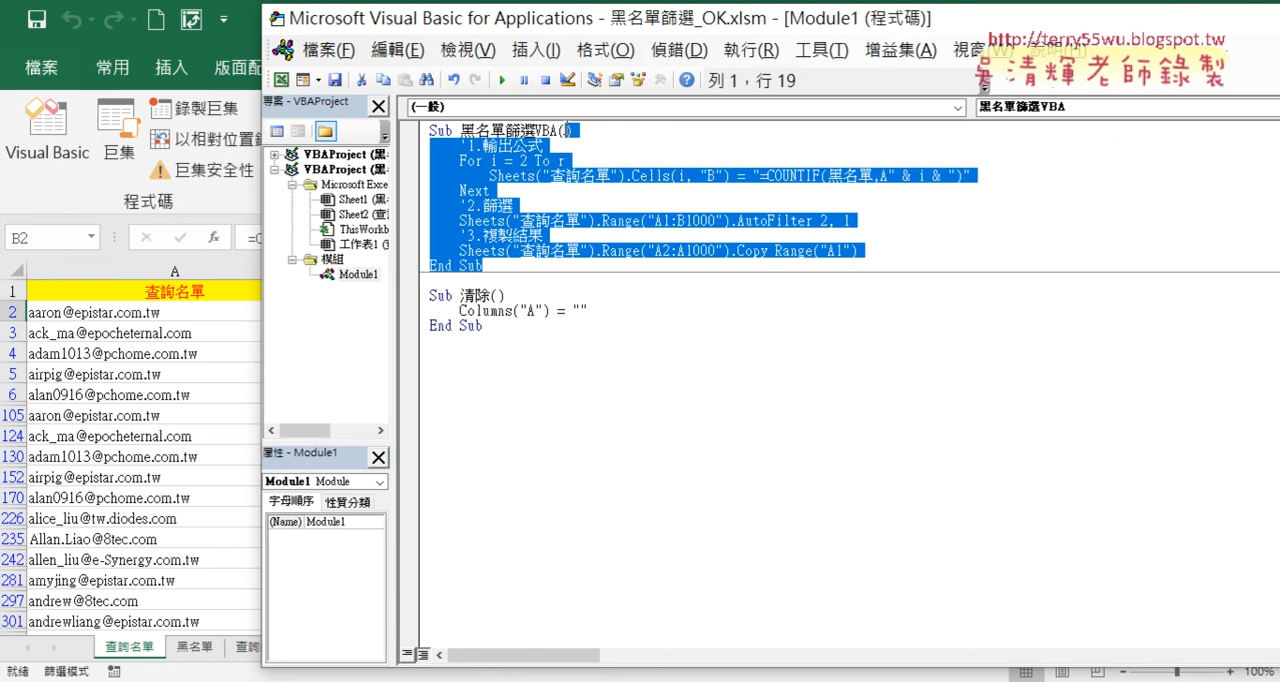 Microsoft Visual Basic for Applications - 黑名單篩選_OK.xlsm - [Module1 (程式碼)]
檔案(F) 編輯(E) 檢視(V) 插入(I) 格式(O) 偵錯(D) 執行(R) 工具(T) 增益集(A) 視窗
http://terry55wu.blogspot.tw
吳清輝老師錄製
列 1，行 19
檔案 常用 插入 版面配
錄製巨集
以相對位置錄
巨集安全性
Visual Basic 巨集
程式碼
B2
專案 - VBAProject
VBAProject (黑
VBAProject (黑
Microsoft Exce
Sheet1 (黑
Sheet2 (查
ThisWorkb
工作表1 (
模組
Module1
屬性 - Module1
Module1 Module
字母順序 性質分類
(Name) Module1
(一般) 黑名單篩選VBA
Sub 黑名單篩選VBA()
'1.輸出公式
For i = 2 To r
Sheets("查詢名單").Cells(i, "B") = "=COUNTIF(黑名單,A" & i & ")"
Next
'2.篩選
Sheets("查詢名單").Range("A1:B1000").AutoFilter 2, 1
'3.複製結果
Sheets("查詢名單").Range("A2:A1000").Copy Range("A1")
End Sub
Sub 清除()
Columns("A") = ""
End Sub
A
1 查詢名單
2 aaron@epistar.com.tw
3 ack_ma@epocheternal.com
4 adam1013@pchome.com.tw
5 airpig@epistar.com.tw
6 alan0916@pchome.com.tw
105 aaron@epistar.com.tw
124 ack_ma@epocheternal.com
130 adam1013@pchome.com.tw
152 airpig@epistar.com.tw
170 alan0916@pchome.com.tw
226 alice_liu@tw.diodes.com
235 Allan.Liao@8tec.com
242 allen_liu@e-Synergy.com.tw
281 amyjing@epistar.com.tw
297 andrew@8tec.com
301 andrewliang@epistar.com.tw
查詢名單 黑名單 查詢
就緒 篩選模式 100%